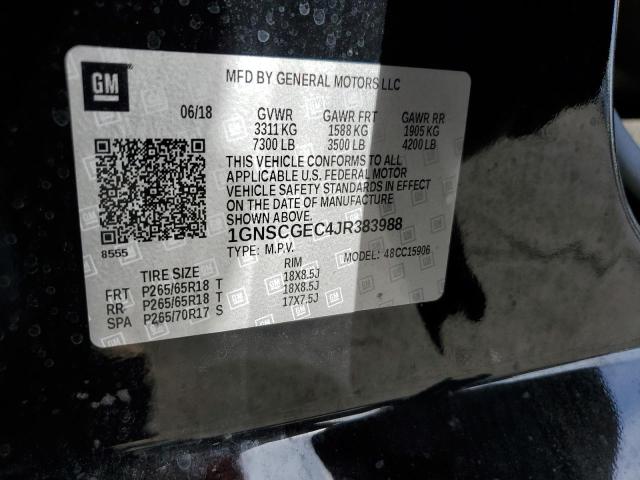 GM
MFD BY GENERAL MOTORS LLC
06/18 GVWR GAWR FRT GAWR RR
3311 KG 1588 KG 1905 KG
7300 LB 3500 LB 4200 LB
THIS VEHICLE CONFORMS TO ALL
APPLICABLE U.S. FEDERAL MOTOR
VEHICLE SAFETY STANDARDS IN EFFECT
ON THE DATE OF MANUFACTURE
SHOWN ABOVE.
1GNSCGEC4JR383988
8555
TYPE: M.P.V. MODEL: 48CC15906
TIRE SIZE RIM
FRT P265/65R18 T 18X8.5J
RR P265/65R18 T 18X8.5J
SPA P265/70R17 S 17X7.5J